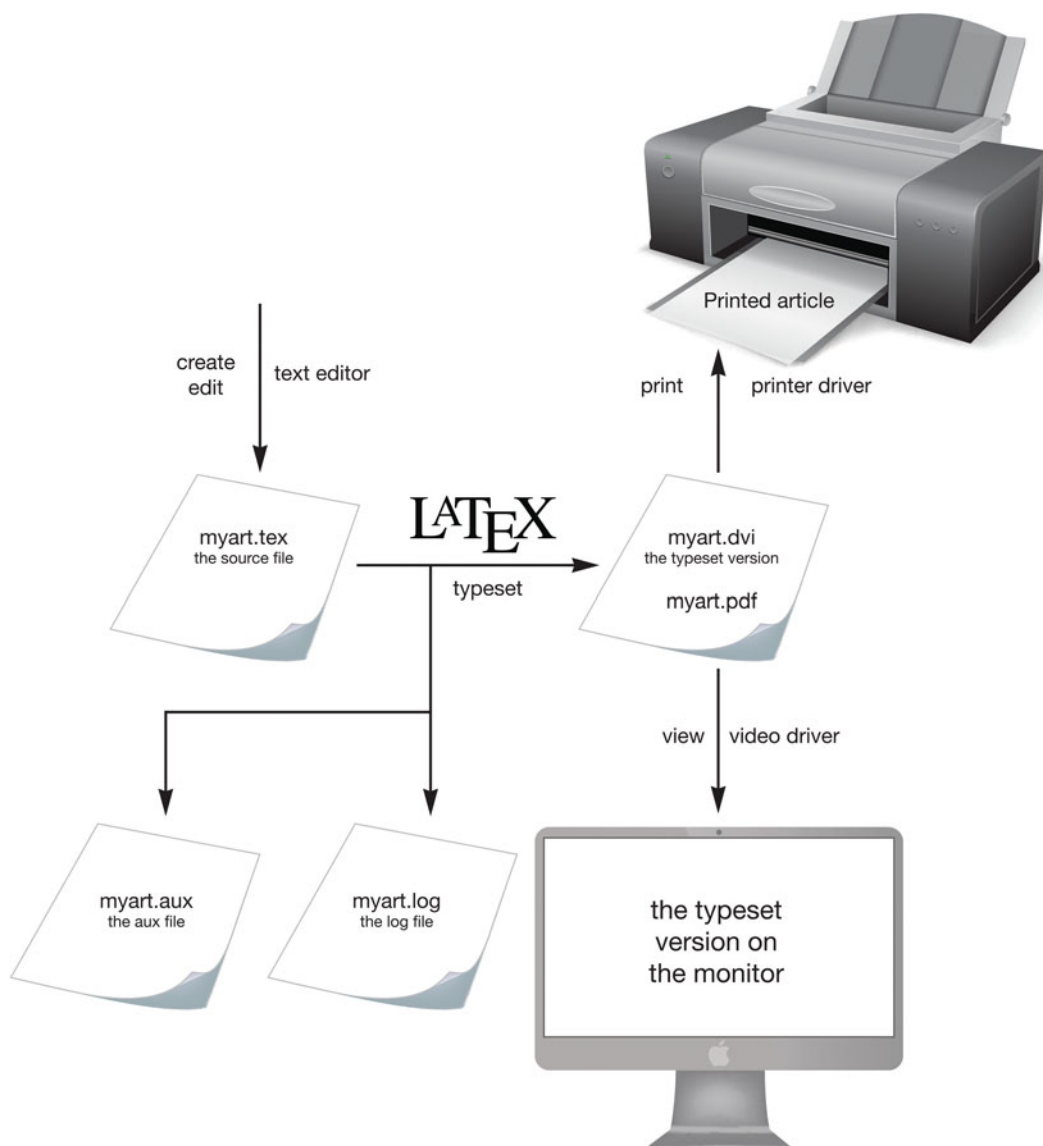 Printed article
create
edit
text editor
print
printer driver
LATEX
myart.tex
the source file
typeset
myart.dvi
the typeset version
myart.pdf
view
video driver
myart.aux
the aux file
myart.log
the log file
the typeset
version on
the monitor